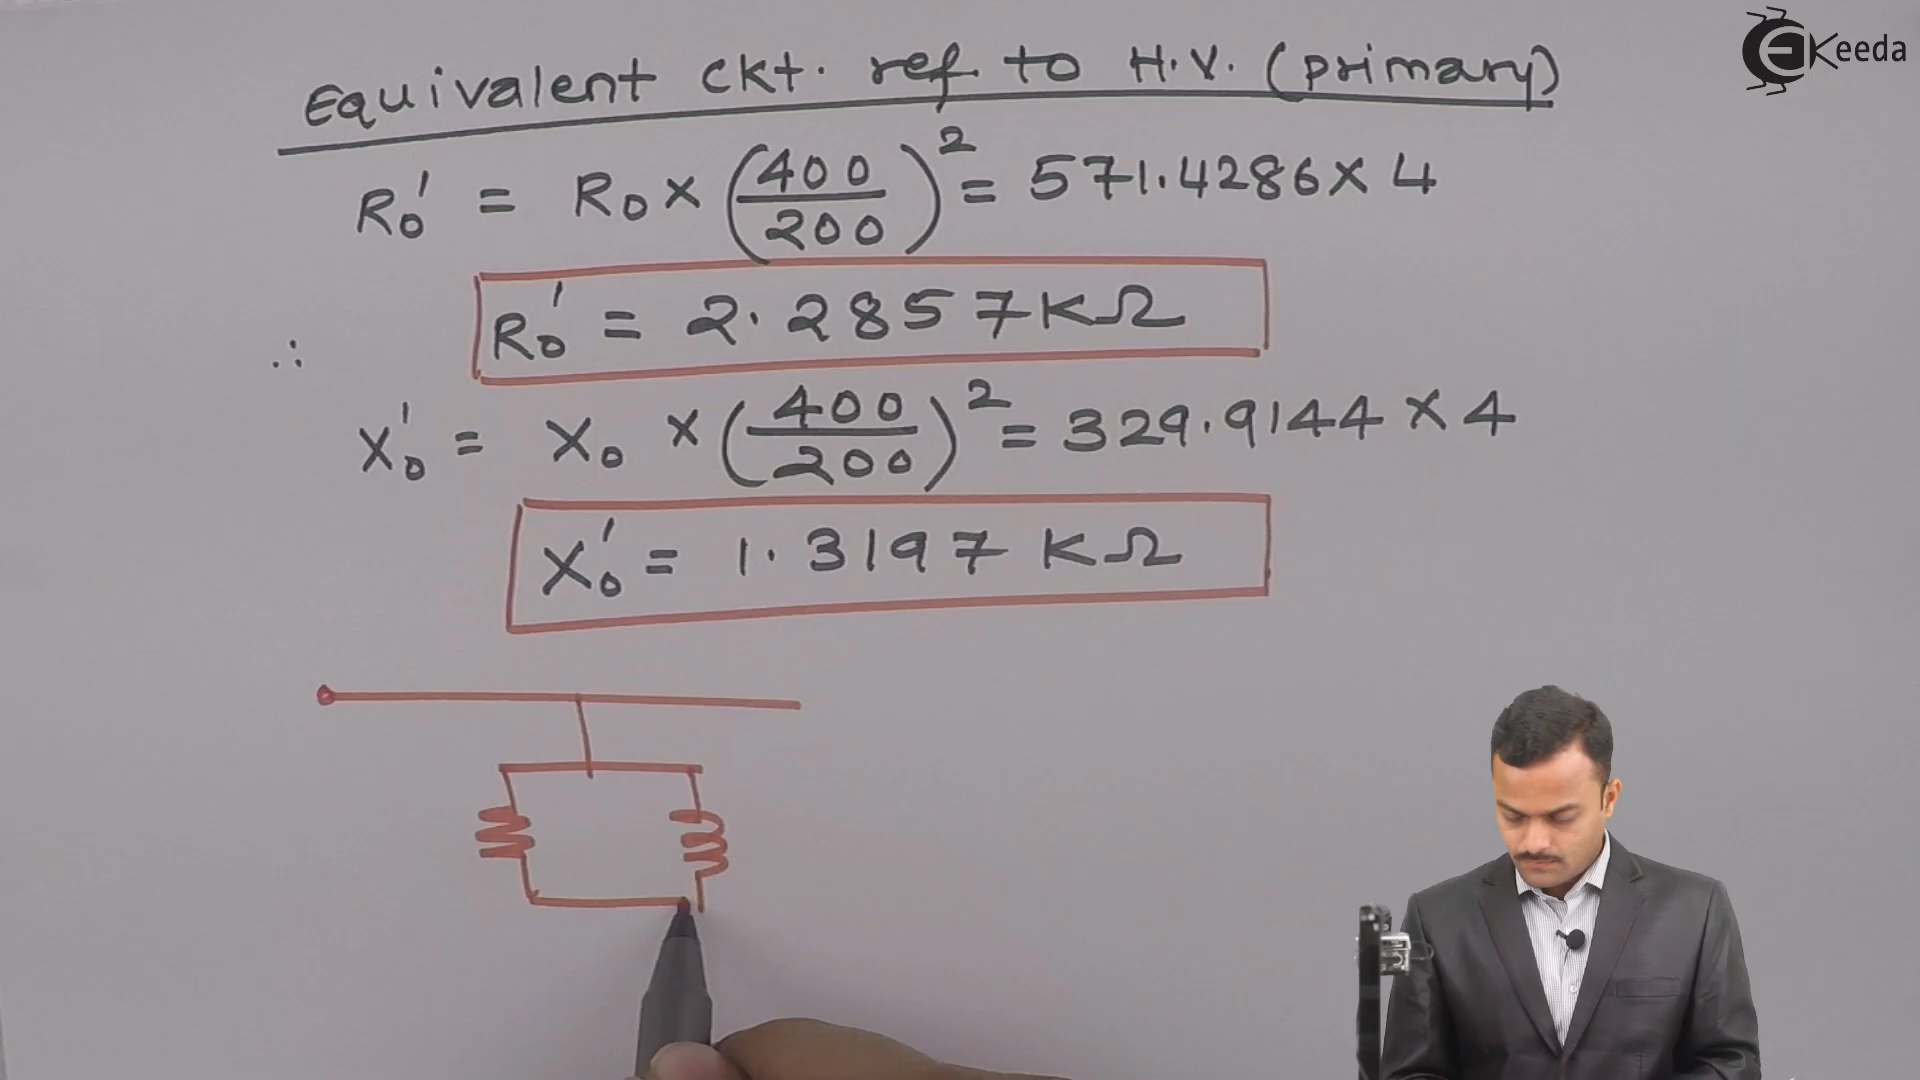 EKeeda
Equivalent ckt. ref to H.V. (primary)
R₀' = R₀ × (400/200)² = 571.4286 × 4
∴ R₀' = 2.2857 KΩ
X₀' = X₀ × (400/200)² = 329.9144 × 4
X₀' = 1.3197 KΩ